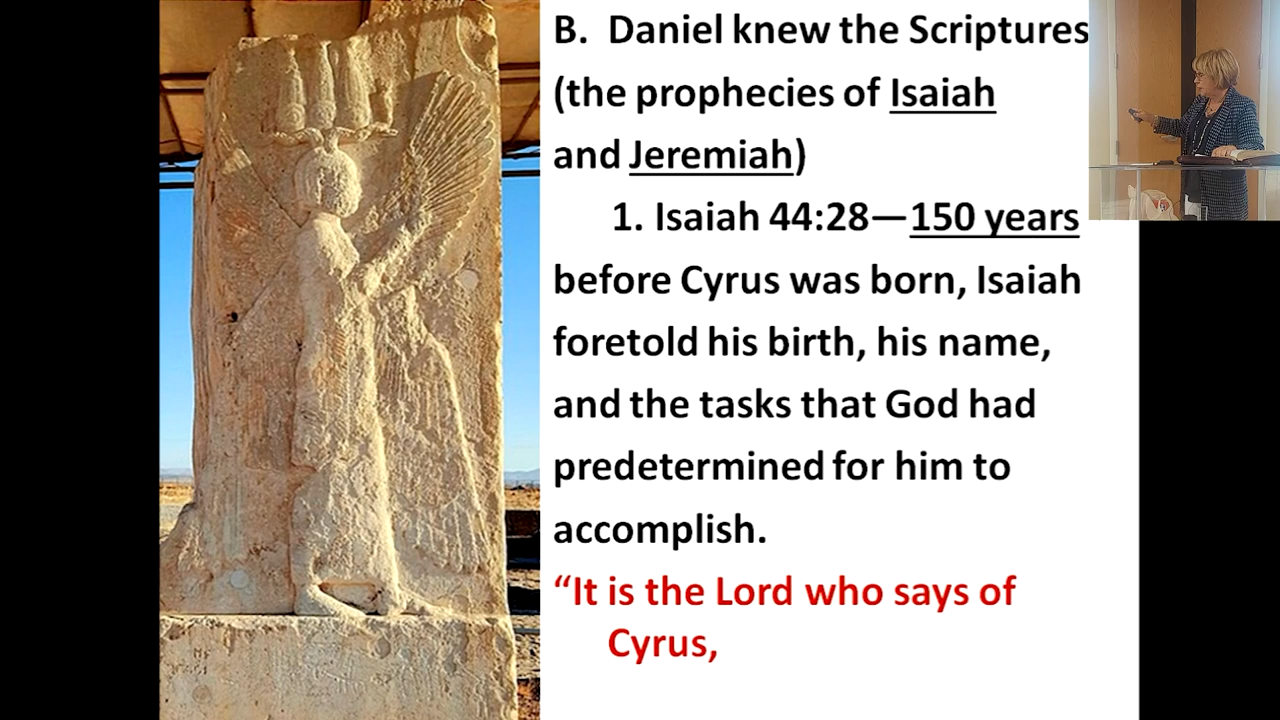 B. Daniel knew the Scriptures
(the prophecies of Isaiah
and Jeremiah)
1. Isaiah 44:28—150 years
before Cyrus was born, Isaiah
foretold his birth, his name,
and the tasks that God had
predetermined for him to
accomplish.
“It is the Lord who says of
Cyrus,